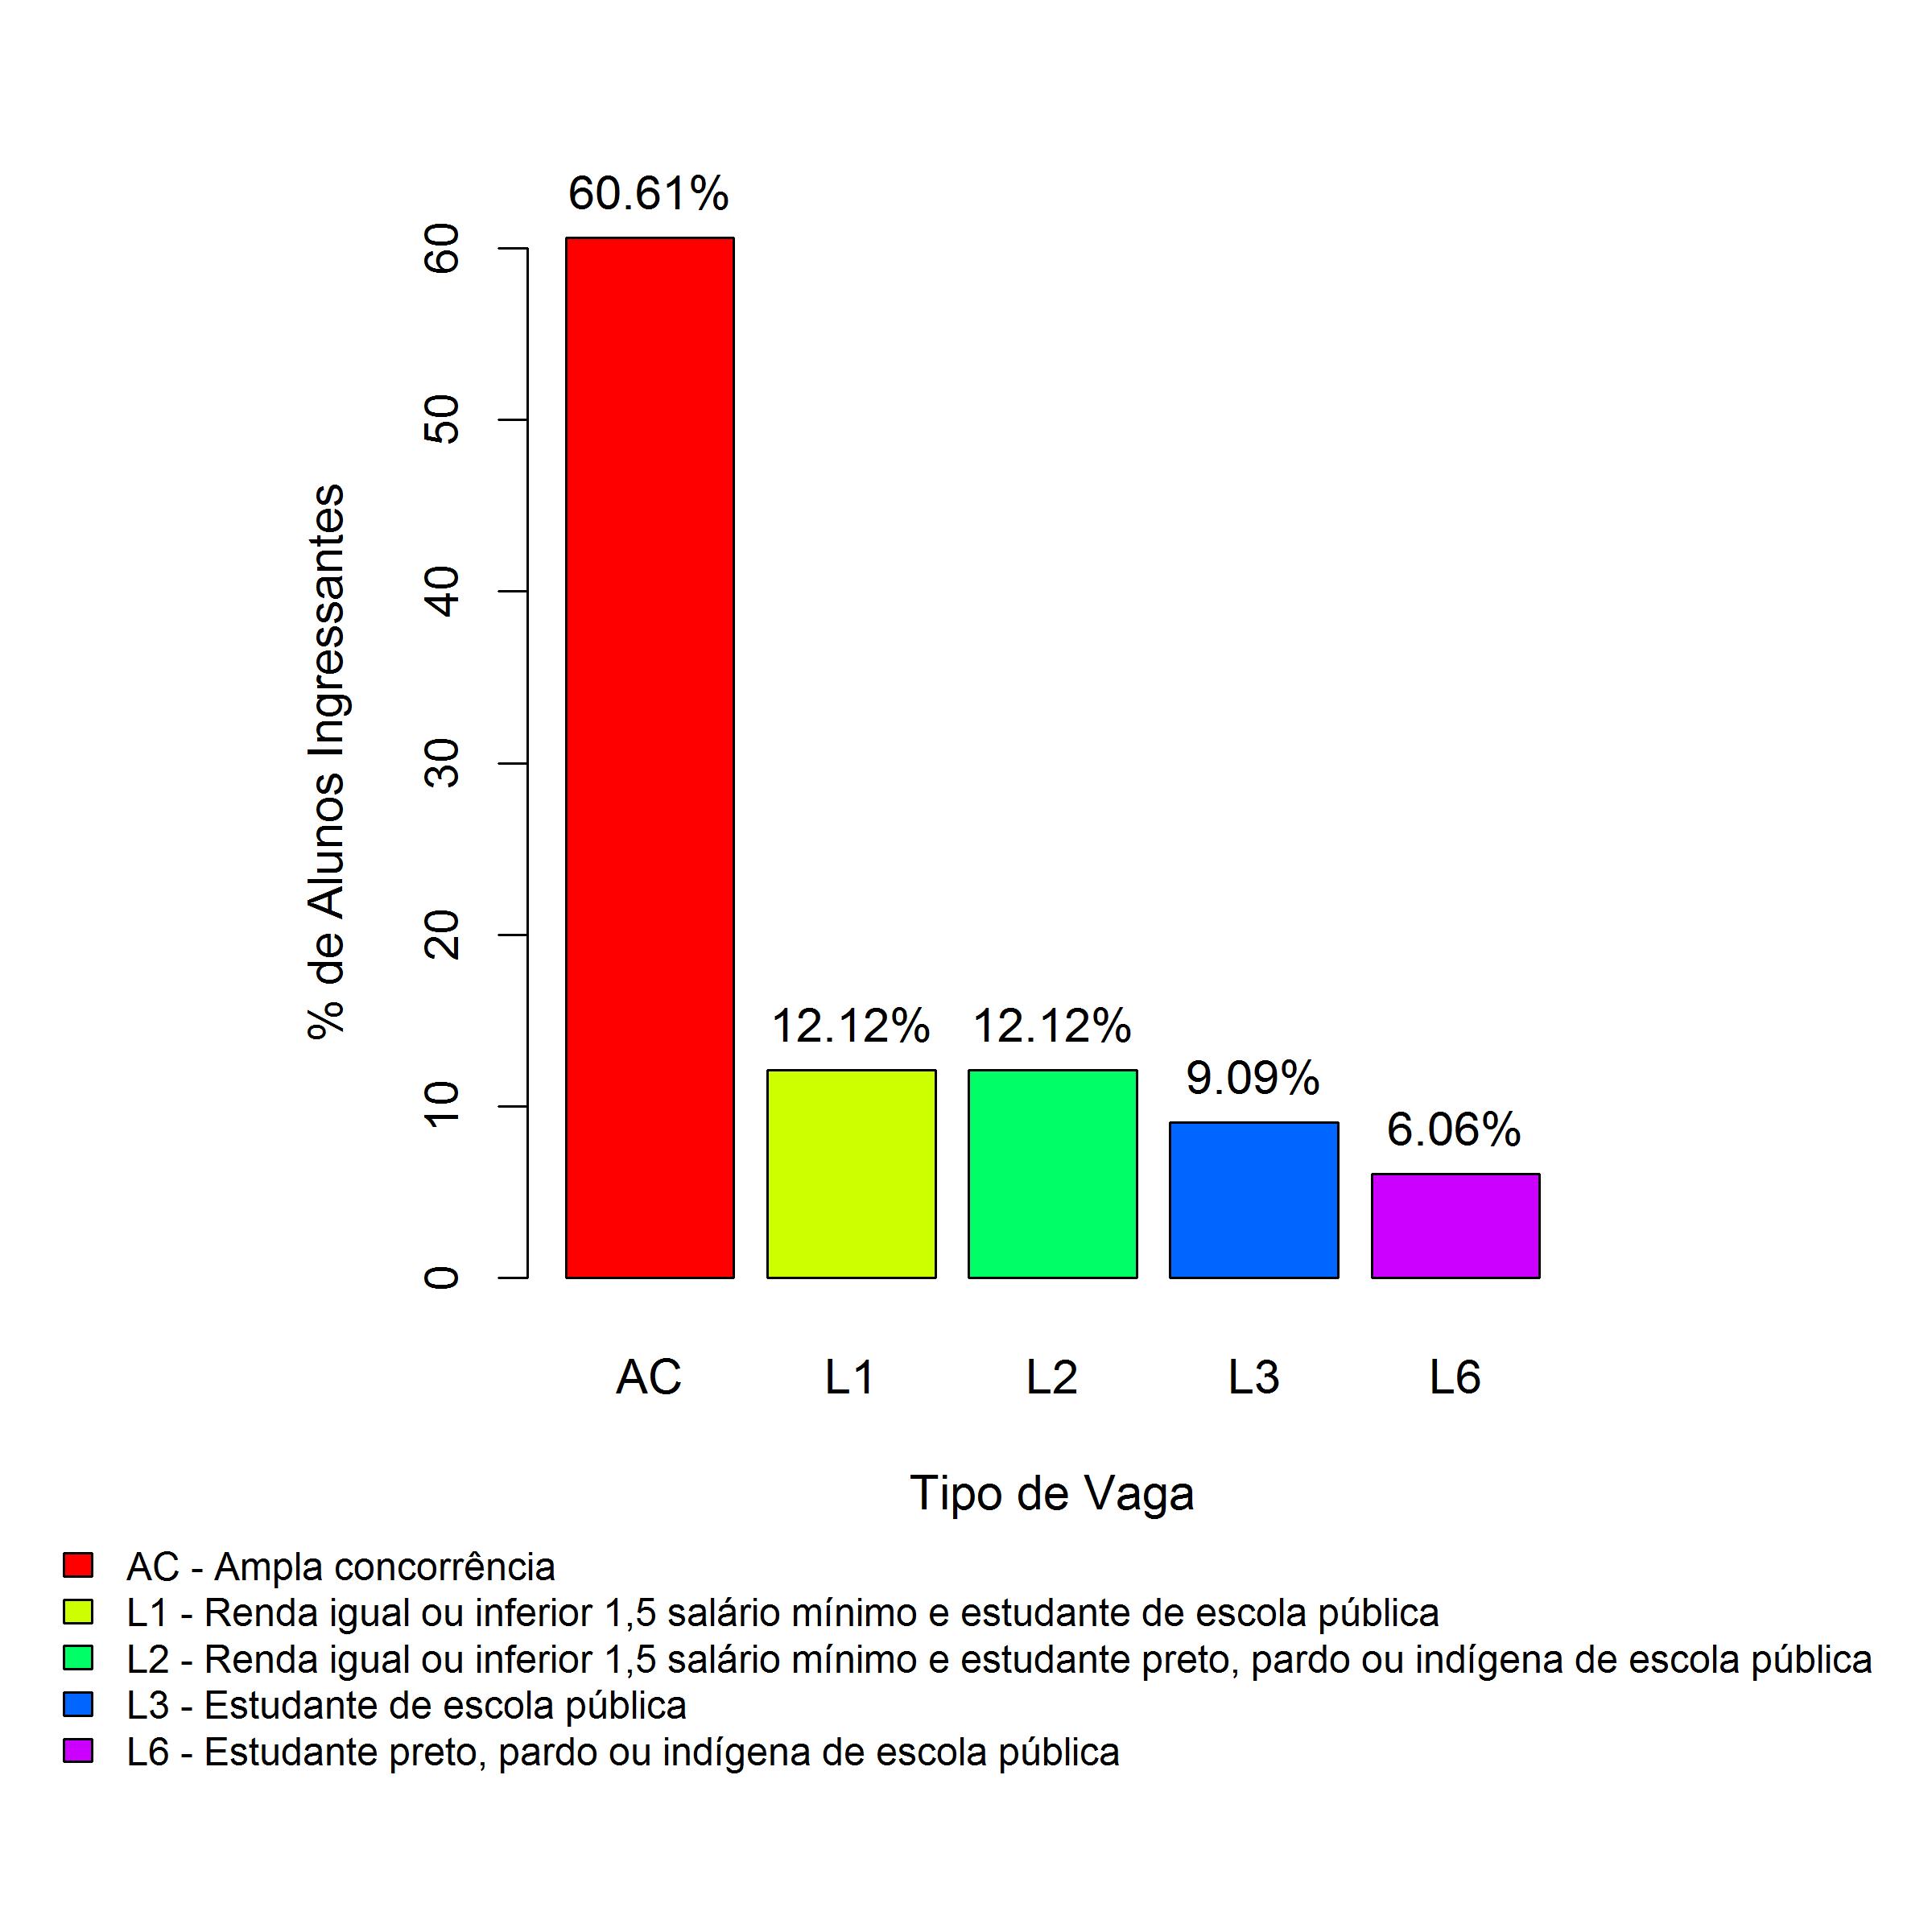 60.61%
60
50
40
30
20
10
0
% de Alunos Ingressantes
12.12%
12.12%
9.09%
6.06%
AC
L1
L2
L3
L6
Tipo de Vaga
AC - Ampla concorrência
L1 - Renda igual ou inferior 1,5 salário mínimo e estudante de escola pública
L2 - Renda igual ou inferior 1,5 salário mínimo e estudante preto, pardo ou indígena de escola pública
L3 - Estudante de escola pública
L6 - Estudante preto, pardo ou indígena de escola pública